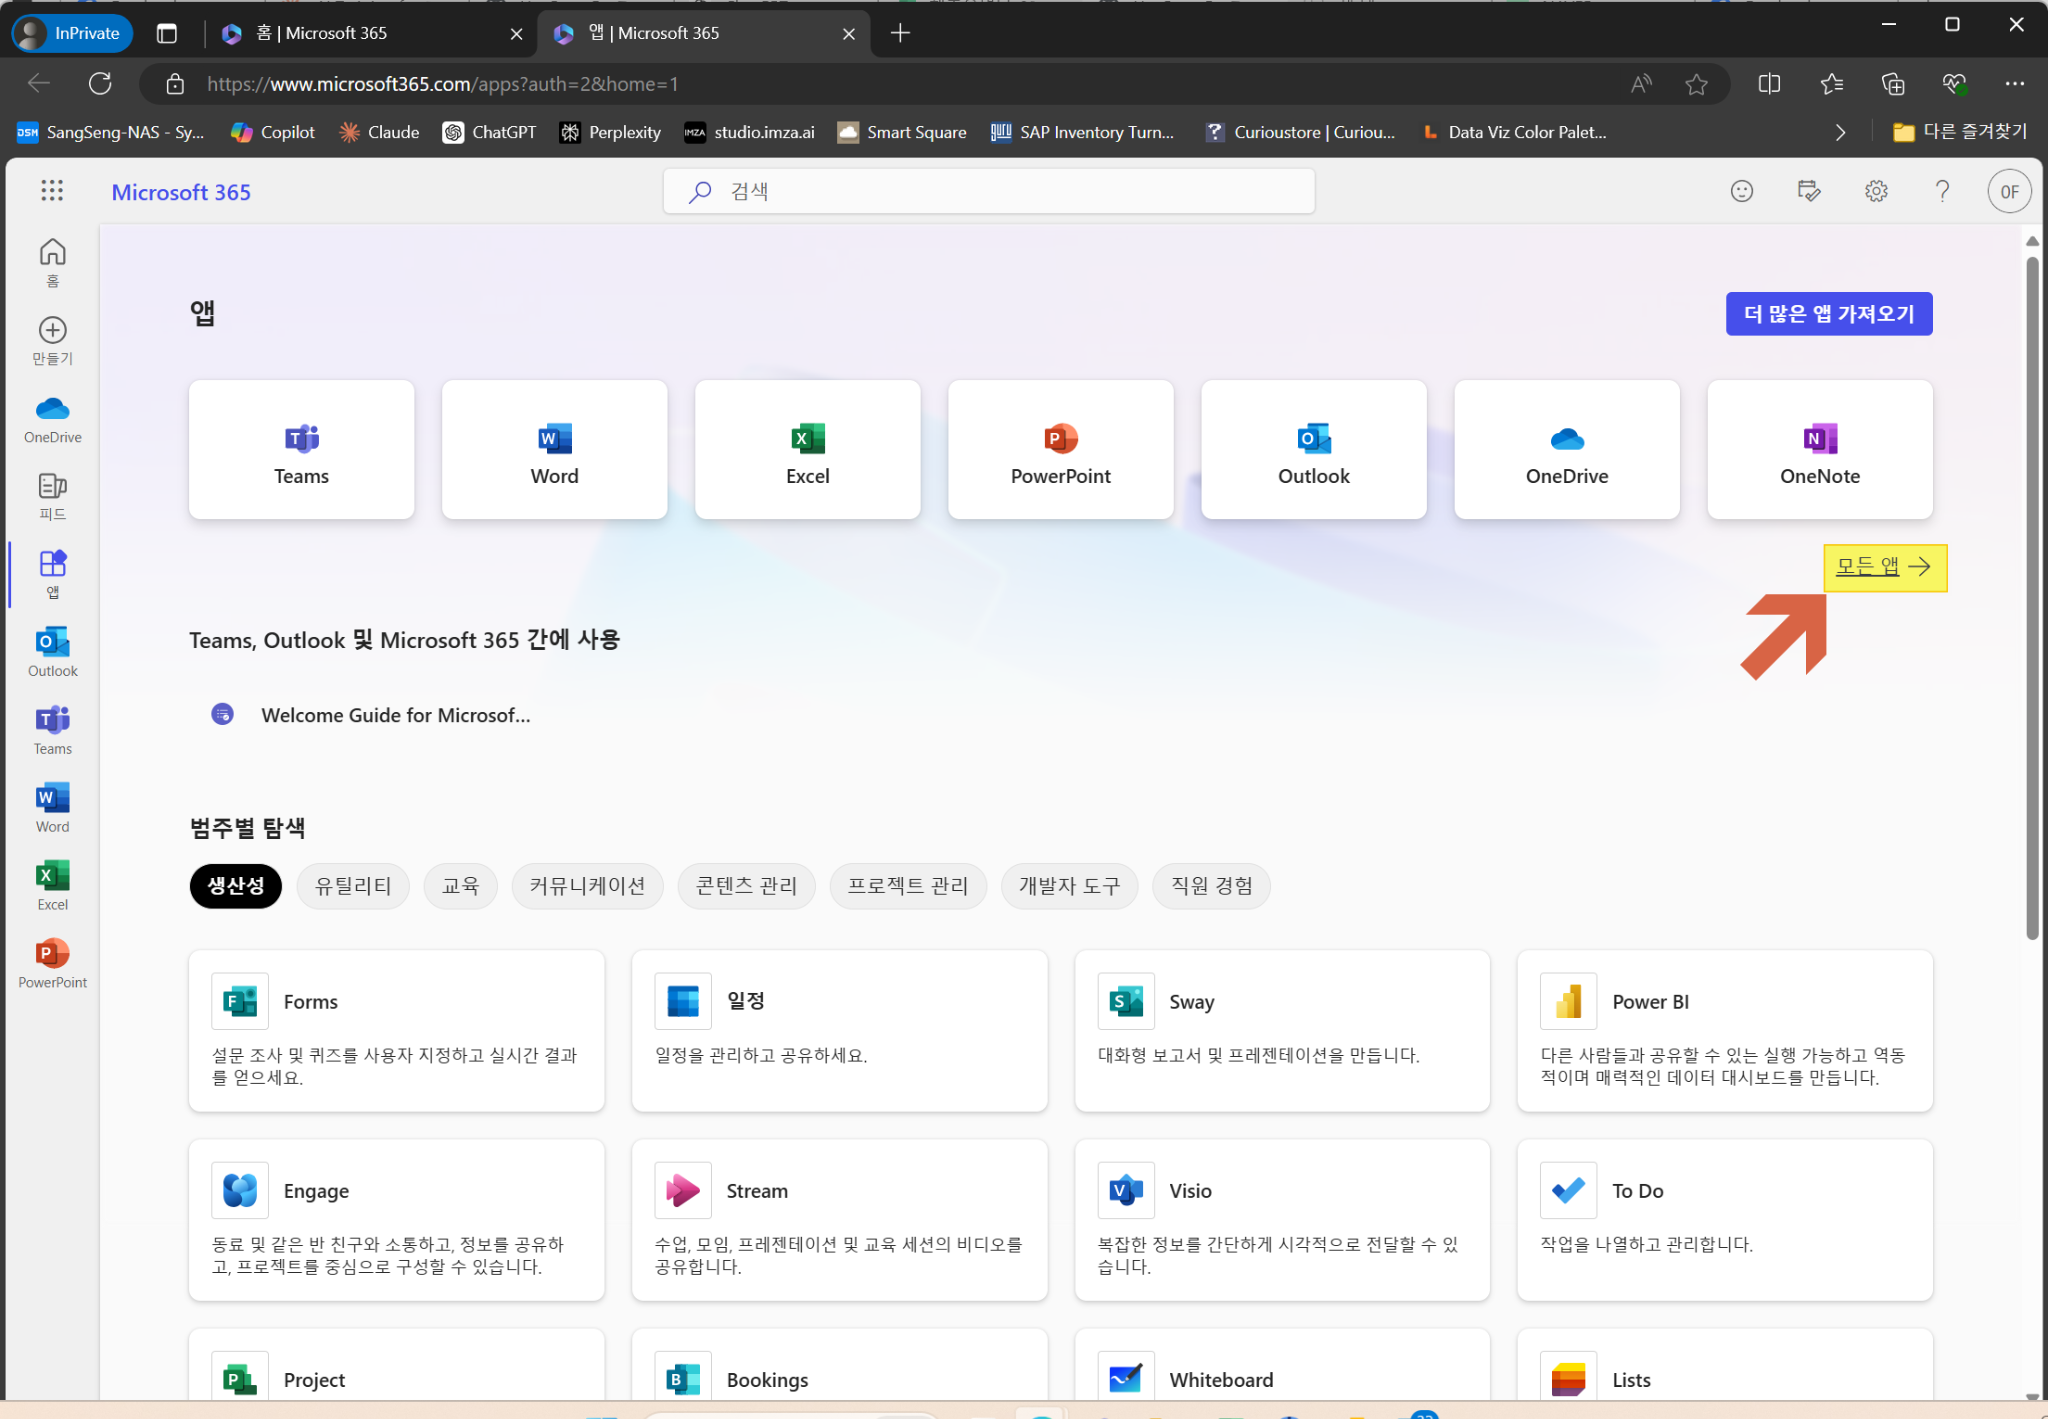 InPrivate
홈 | Microsoft 365
앱 | Microsoft 365
https://www.microsoft365.com/apps?auth=2&home=1
SangSeng-NAS - Sy...
Copilot
Claude
ChatGPT
Perplexity
studio.imza.ai
Smart Square
SAP Inventory Turn...
Curioustore | Curiou...
Data Viz Color Palet...
다른 즐겨찾기
Microsoft 365
검색
OF
홈
만들기
OneDrive
피드
앱
Outlook
Teams
Word
Excel
PowerPoint
앱
더 많은 앱 가져오기
Teams
Word
Excel
PowerPoint
Outlook
OneDrive
OneNote
모든 앱
Teams, Outlook 및 Microsoft 365 간에 사용
Welcome Guide for Microsof...
범주별 탐색
생산성
유틸리티
교육
커뮤니케이션
콘텐츠 관리
프로젝트 관리
개발자 도구
직원 경험
Forms
설문 조사 및 퀴즈를 사용자 지정하고 실시간 결과
를 얻으세요.
일정
일정을 관리하고 공유하세요.
Sway
대화형 보고서 및 프레젠테이션을 만듭니다.
Power BI
다른 사람들과 공유할 수 있는 실행 가능하고 역동
적이며 매력적인 데이터 대시보드를 만듭니다.
Engage
동료 및 같은 반 친구와 소통하고, 정보를 공유하
고, 프로젝트를 중심으로 구성할 수 있습니다.
Stream
수업, 모임, 프레젠테이션 및 교육 세션의 비디오를
공유합니다.
Visio
복잡한 정보를 간단하게 시각적으로 전달할 수 있
습니다.
To Do
작업을 나열하고 관리합니다.
Project
Bookings
Whiteboard
Lists